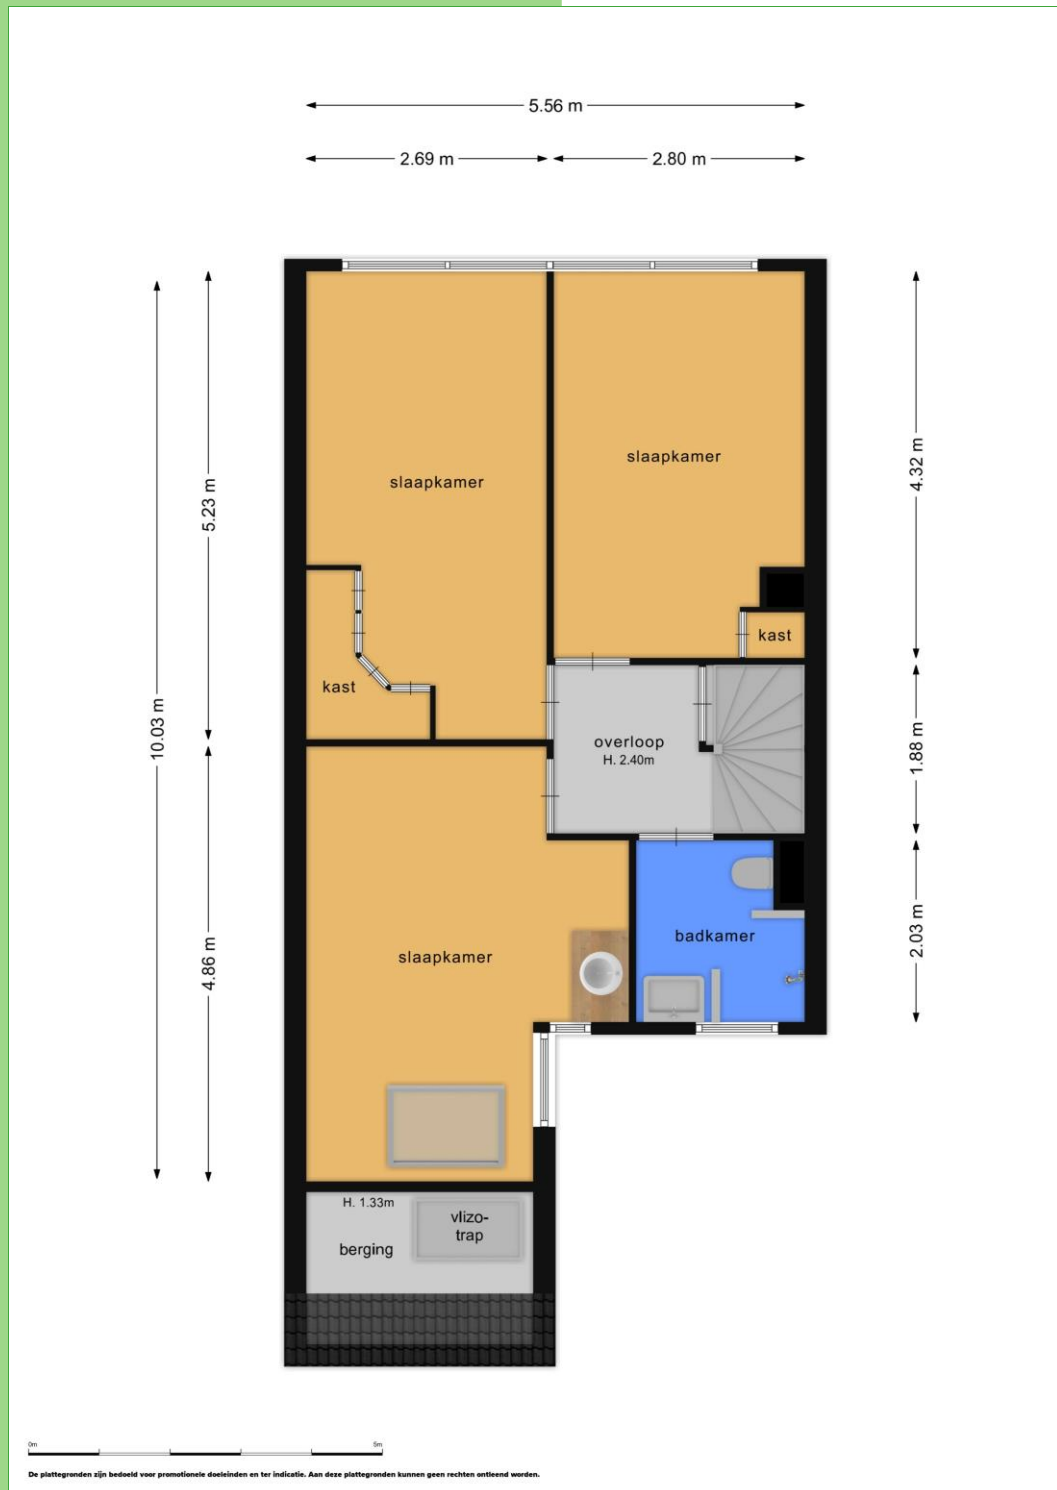 5.56 m
2.69 m
2.80 m
slaapkamer
slaapkamer
5.23 m
4.32 m
10.03 m
kast
kast
overloop
H. 2.40m
1.88 m
badkamer
2.03 m
slaapkamer
4.86 m
H. 1.33m
vlizo-
trap
berging
0m
5m
De plattegronden zijn bedoeld voor promotionele doeleinden en ter indicatie. Aan deze plattegronden kunnen geen rechten ontleend worden.